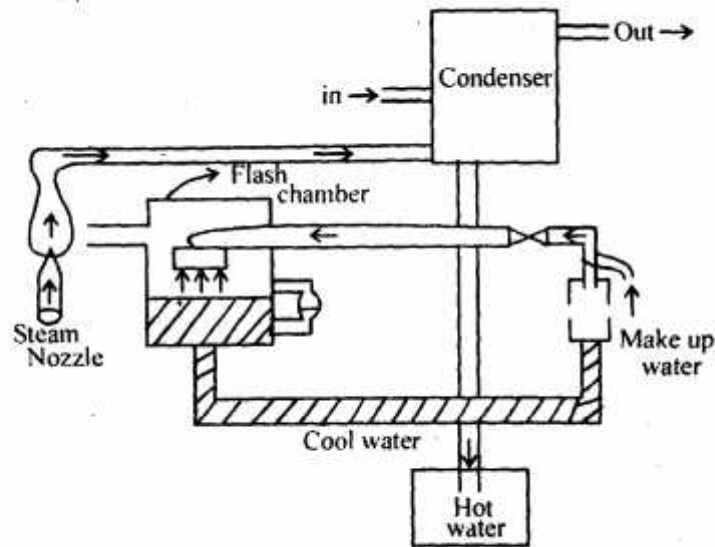 Out
Condenser
in
Flash
chamber
Steam
Nozzle
Make up
water
Cool water
Hot
water